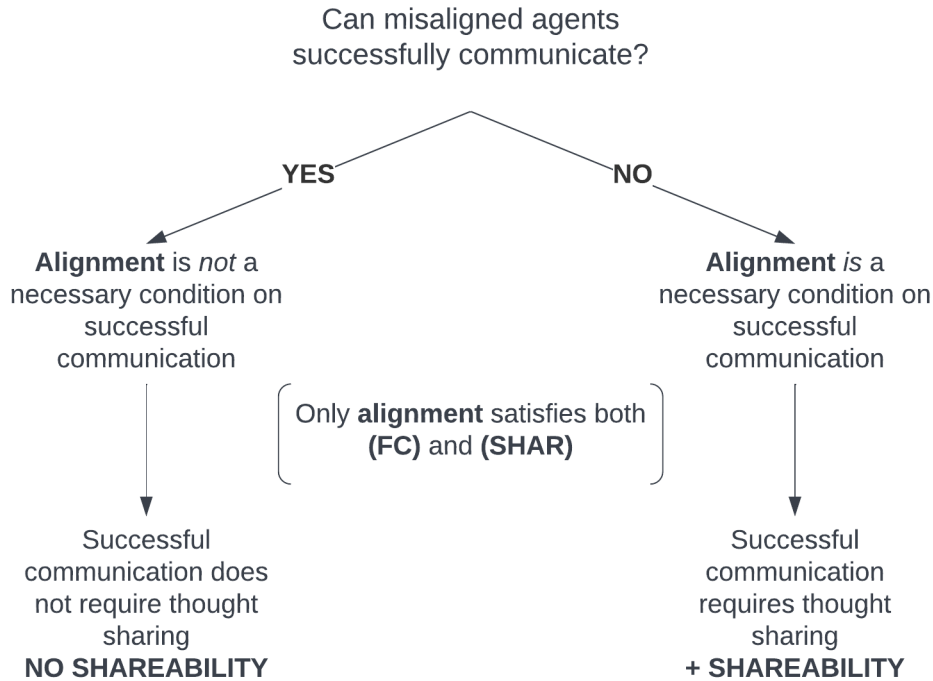 Can misaligned agents
successfully communicate?
YES
NO
Alignment is not a
necessary condition on
successful
communication
Alignment is a
necessary condition on
successful
communication
Only alignment satisfies both
(FC) and (SHAR)
Successful
communication does
not require thought
sharing
NO SHAREABILITY
Successful
communication
requires thought
sharing
+ SHAREABILITY